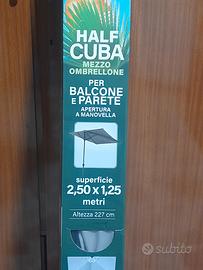 HALF
CUBA
MEZZO
OMBRELLONE
PER
BALCONE
E PARETE
APERTURA
A MANOVELLA
superficie
2,50 x 1,25
metri
Altezza 227 cm
subito